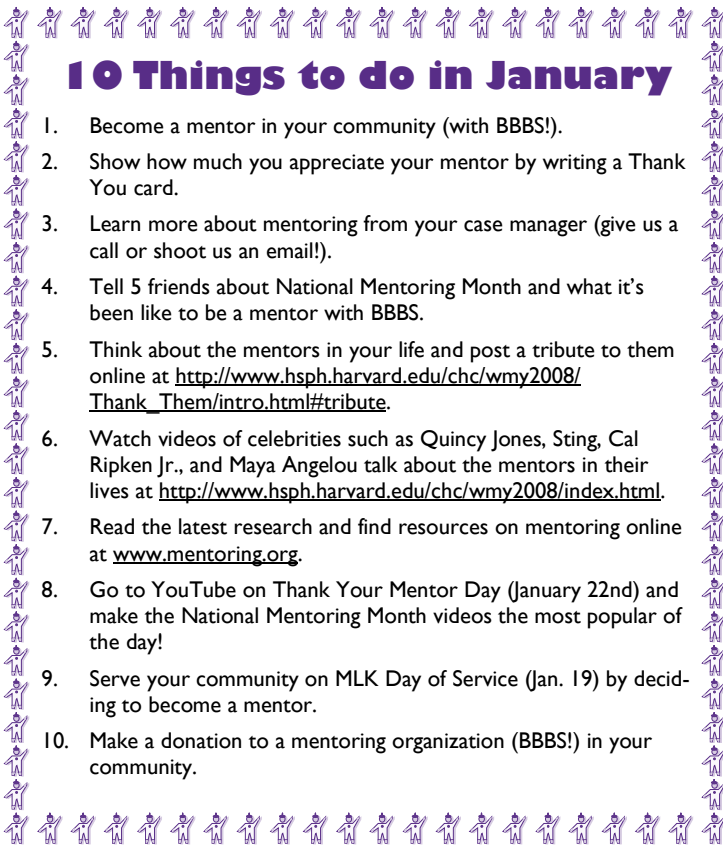 10 Things to do in January
1. Become a mentor in your community (with BBBS!).
2. Show how much you appreciate your mentor by writing a Thank
You card.
3. Learn more about mentoring from your case manager (give us a
call or shoot us an email!).
4. Tell 5 friends about National Mentoring Month and what it's
been like to be a mentor with BBBS.
5. Think about the mentors in your life and post a tribute to them
online at http://www.hsph.harvard.edu/chc/wmy2008/
Thank_Them/intro.html#tribute.
6. Watch videos of celebrities such as Quincy Jones, Sting, Cal
Ripken Jr., and Maya Angelou talk about the mentors in their
lives at http://www.hsph.harvard.edu/chc/wmy2008/index.html.
7. Read the latest research and find resources on mentoring online
at www.mentoring.org.
8. Go to YouTube on Thank Your Mentor Day (January 22nd) and
make the National Mentoring Month videos the most popular of
the day!
9. Serve your community on MLK Day of Service (Jan. 19) by decid-
ing to become a mentor.
10. Make a donation to a mentoring organization (BBBS!) in your
community.